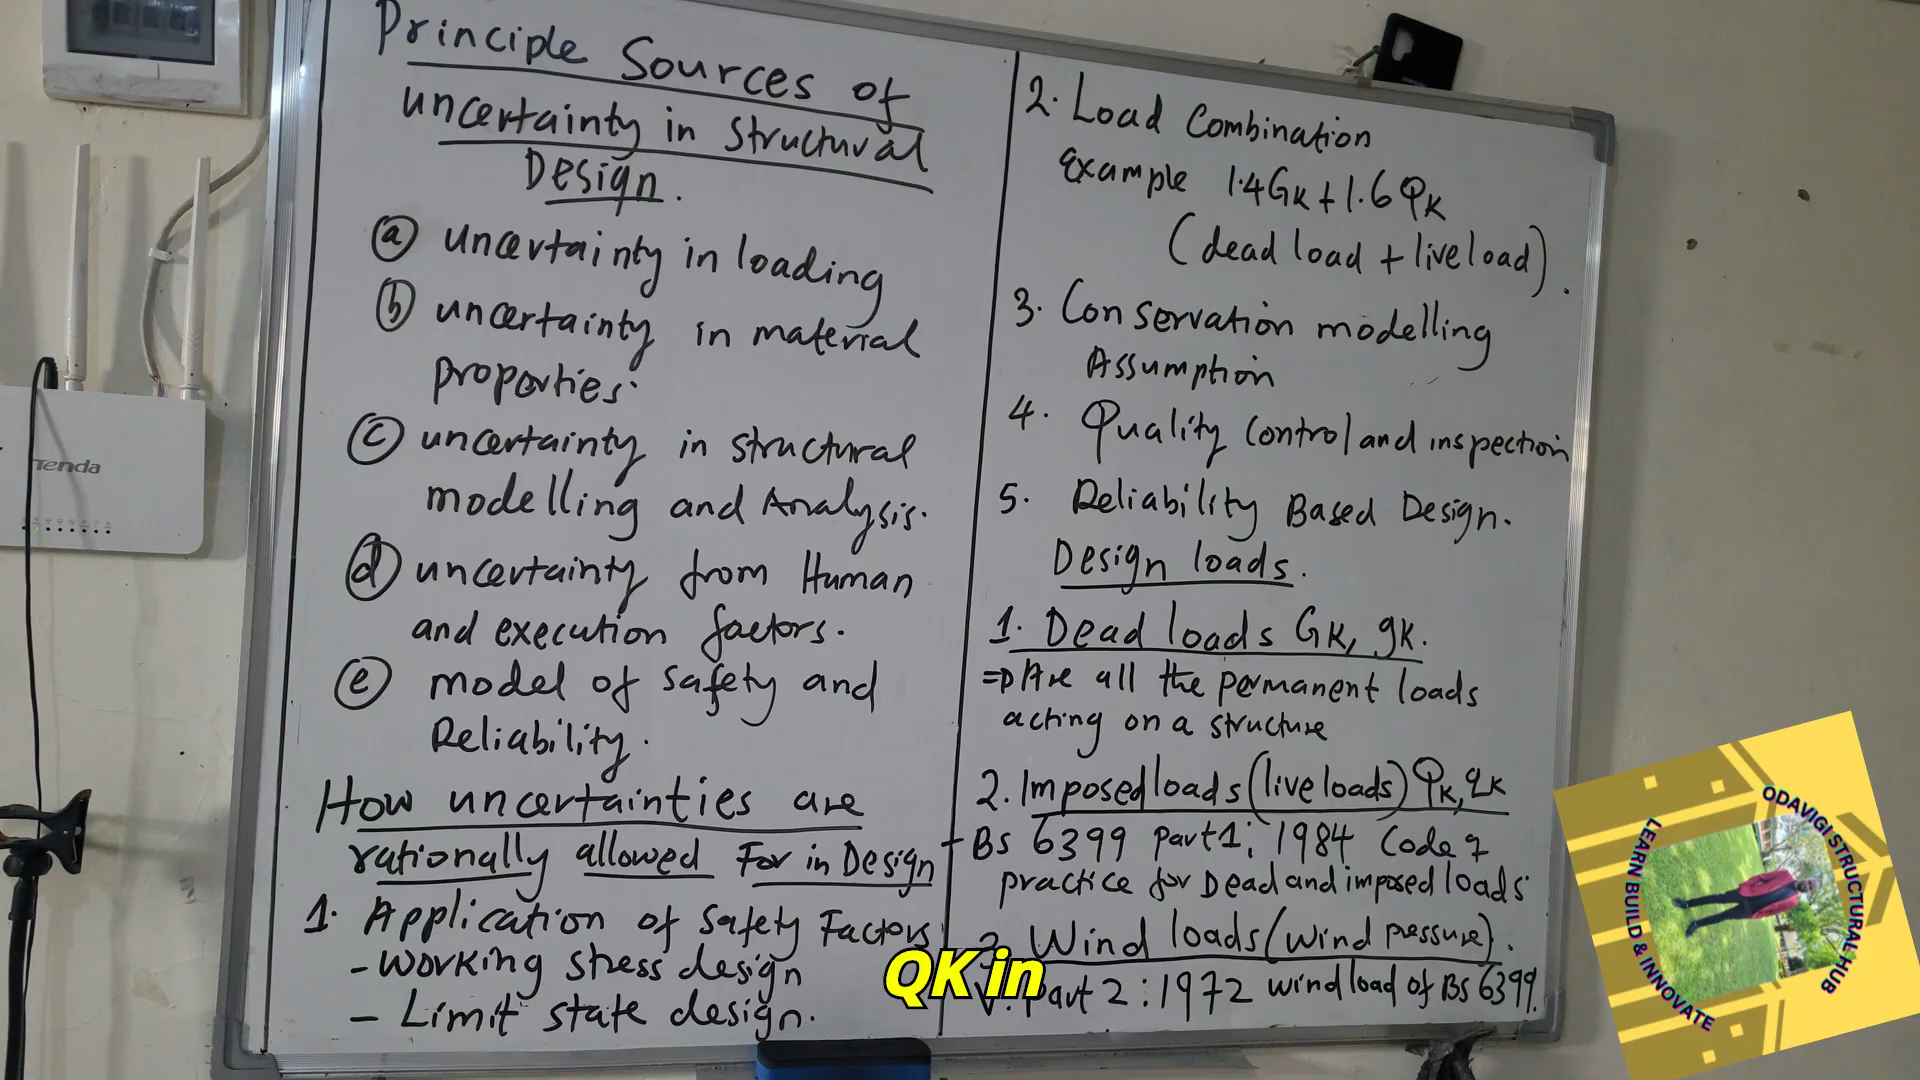 Principle Sources of
uncertainty in Structural
Design.
(a) uncertainty in loading
(b) uncertainty in material
properties.
(c) uncertainty in structural
modelling and Analysis.
(d) uncertainty from Human
and execution factors.
(e) model of safety and
Reliability.
How uncertainties are
rationally allowed For in Design
1. Application of Safety Factors
- Working stress design
- Limit state design.
2. Load Combination
Example 1.4GK + 1.6QK
(dead load + live load).
3. Conservation modelling
Assumption
4. Quality Control and inspection
5. Reliability Based Design.
Design loads.
1. Dead loads GK, gK.
⇒ Are all the permanent loads
acting on a structure
2. Imposed loads (live loads) QK, qK
- BS 6399 part 1; 1984 Code of
practice for Dead and imposed loads.
3. Wind loads (wind pressure).
Part 2 : 1972 wind load of BS 6399.
QK in
Tenda
ODAVIGI STRUCTURAL HUB
LEARN BUILD & INNOVATE